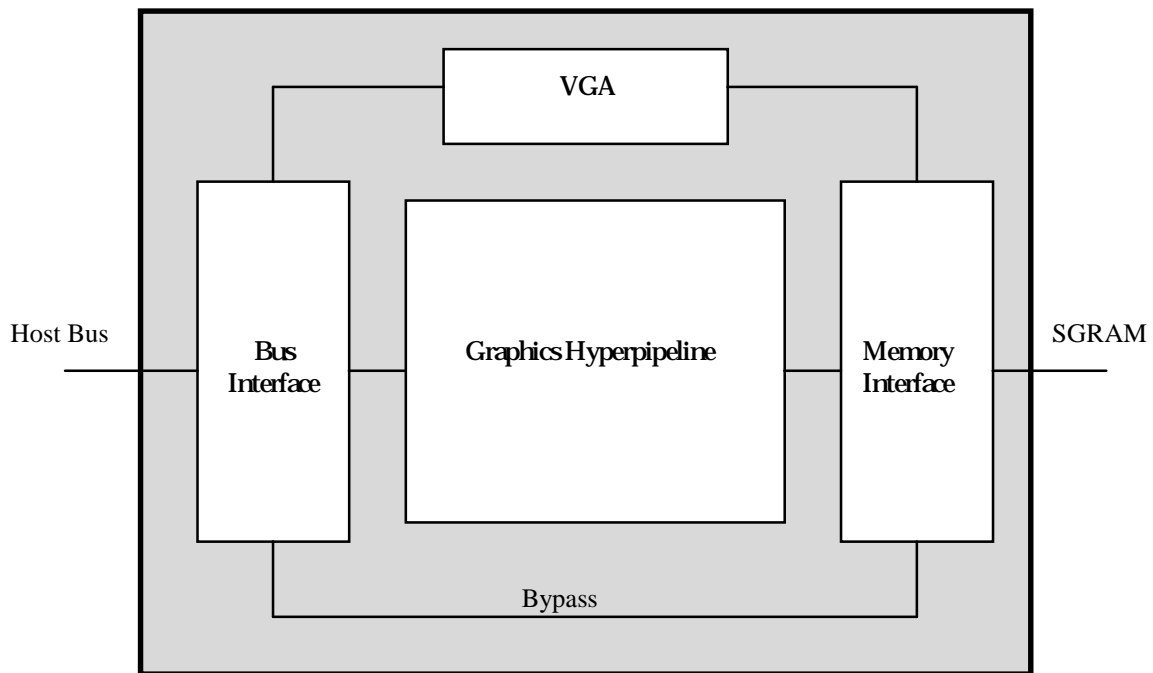 VGA
Host Bus
Bus
Interface
Graphics Hyperpipeline
Memory
Interface
SGRAM
Bypass